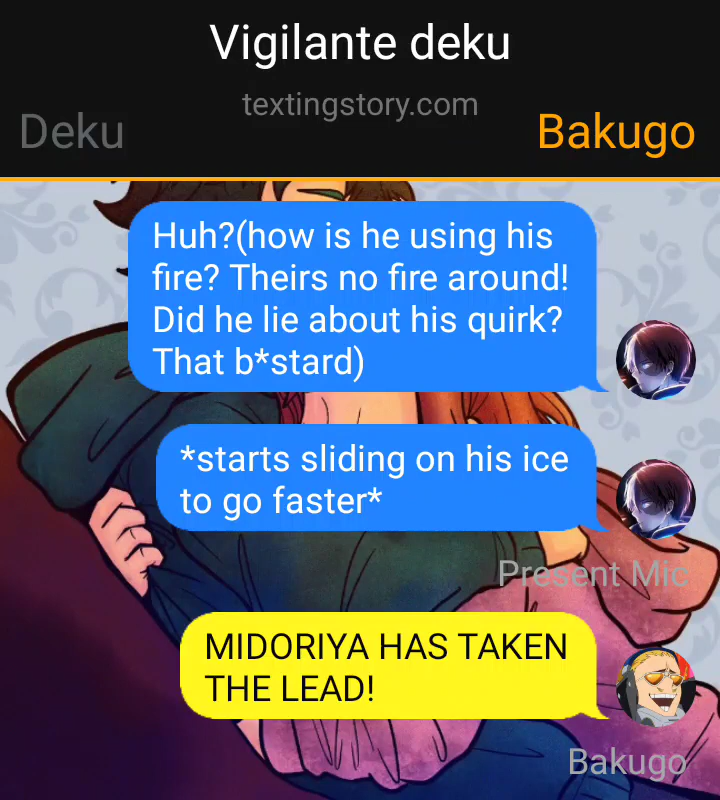 Vigilante deku
textingstory.com
Deku
Bakugo
Huh?(how is he using his
fire? Theirs no fire around!
Did he lie about his quirk?
That b*stard)
*starts sliding on his ice
to go faster*
Present Mic
MIDORIYA HAS TAKEN
THE LEAD!
Bakugo